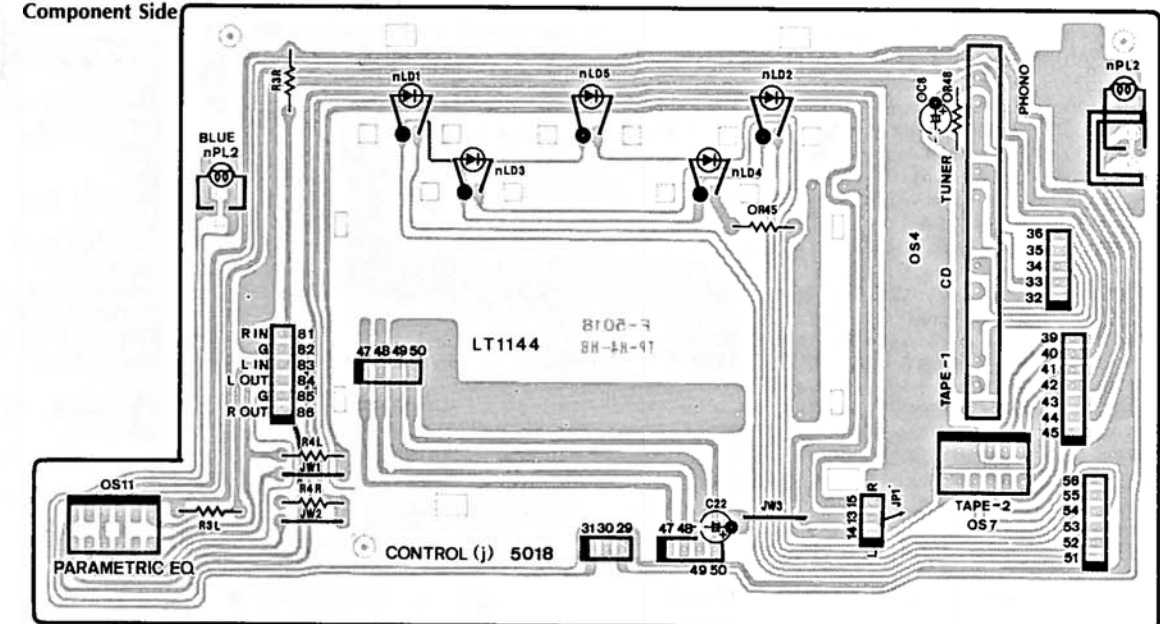 Component Side
nLD1
nLD5
nLD2
nPL2
R3R
OC8
OR48
PHONO
BLUE
nPL2
nLD3
nLD4
TUNER
OR45
OS4
36
35
34
33
32
CD
R IN 81
G 82
L IN 83
L OUT 84
G 85
R OUT 86
47 48 49 50
LT1144
F-5018
TP-H4-HB
TAPE-1
39
40
41
42
43
44
45
R4L
JW1
R4R
JW2
OS11
R3L
PARAMETRIC EQ
CONTROL (j) 5018
31 30 29
47 48
49 50
C22
JW3
14 13 15
R
L
JP1
TAPE-2
OS7
56
55
54
53
52
51